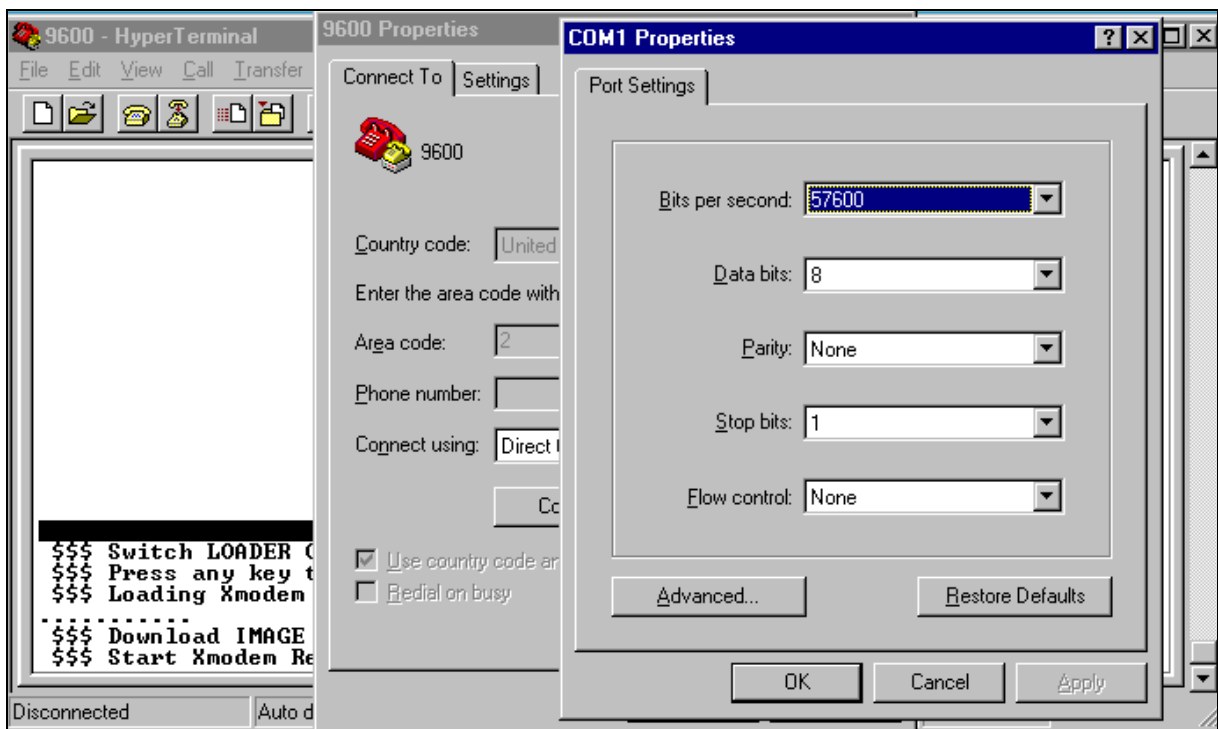 9600 - HyperTerminal
File Edit View Call Transfer
$$$ Switch LOADER
$$$ Press any key
$$$ Loading Xmodem
...........
$$$ Download IMAGE
$$$ Start Xmodem
Disconnected
Auto
9600 Properties
Connect To
Settings
9600
Country code: United
Enter the area code with
Area code: 2
Phone number:
Connect using: Direct
Use country code
Redial on busy
COM1 Properties
Port Settings
Bits per second: 57600
Data bits: 8
Parity: None
Stop bits: 1
Flow control: None
Advanced...
Restore Defaults
OK
Cancel
Apply